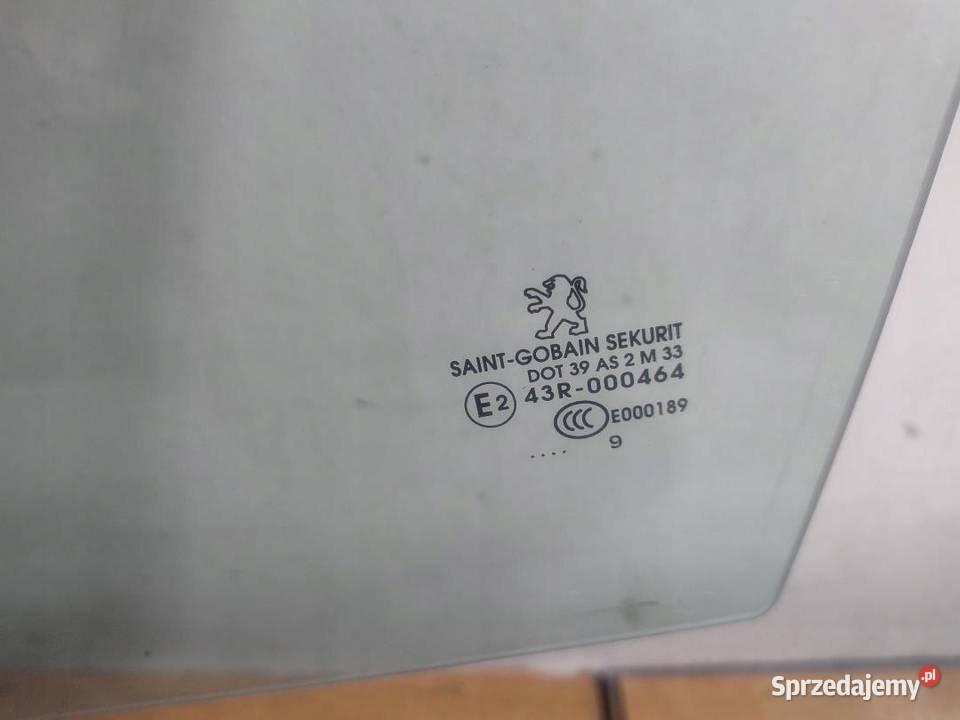 SAINT-GOBAIN SEKURIT
DOT 39 AS 2 M 33
E2 43R-000464
CCC E000189
.... 9
Sprzedajemy.pl